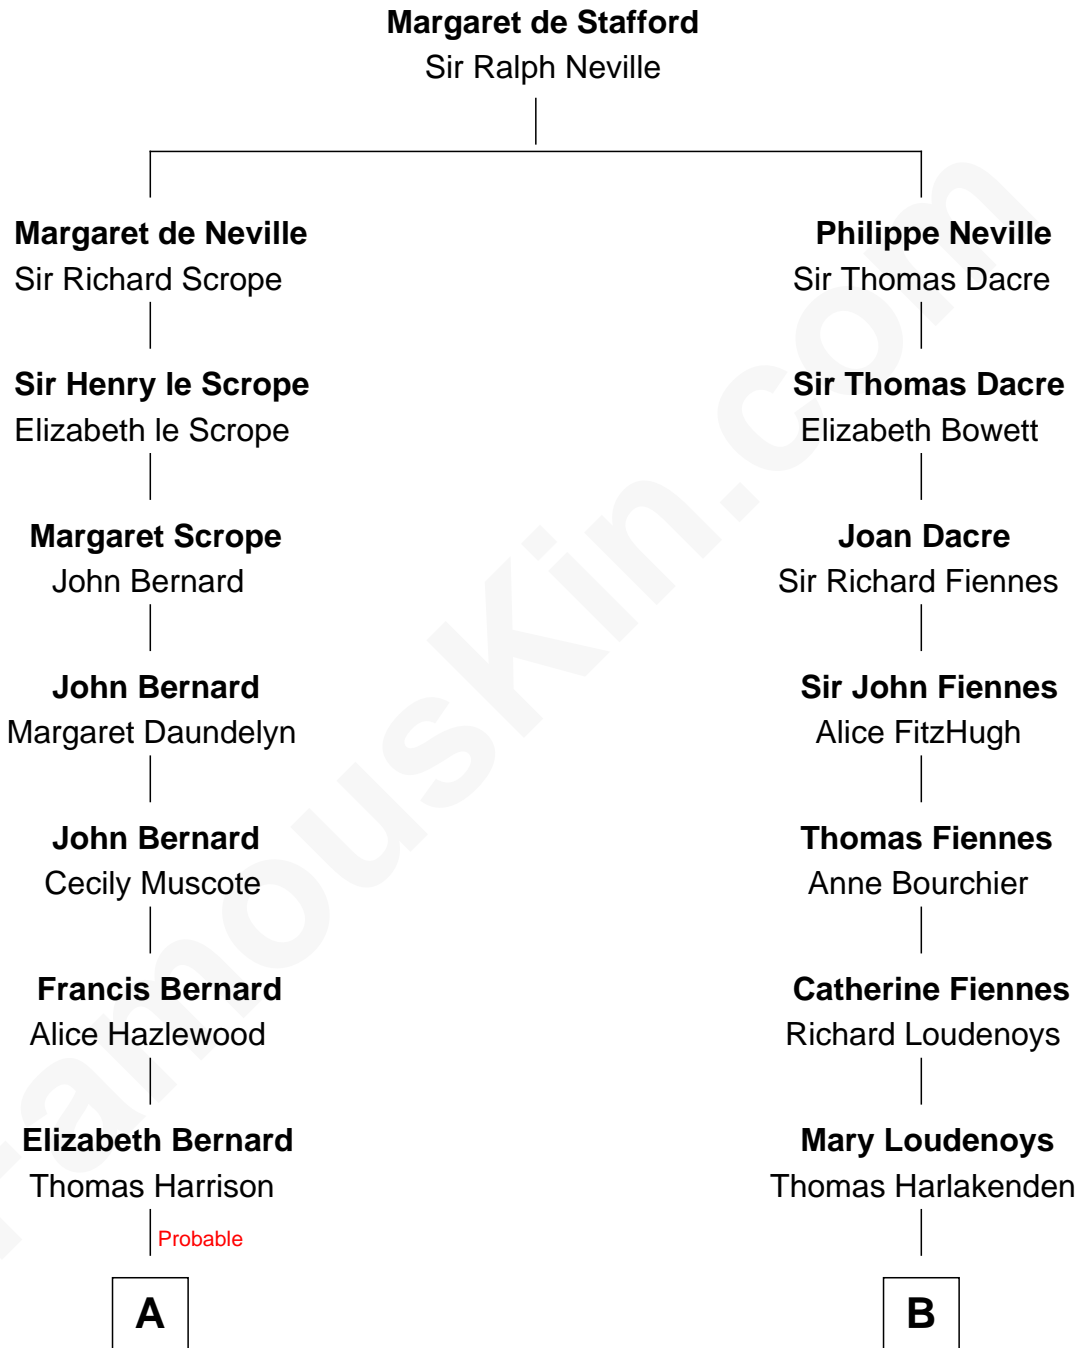 Margaret de Stafford
Sir Ralph Neville
Margaret de Neville
Sir Richard Scrope
Philippe Neville
Sir Thomas Dacre
Sir Henry le Scrope
Elizabeth le Scrope
Sir Thomas Dacre
Elizabeth Bowett
Margaret Scrope
John Bernard
Joan Dacre
Sir Richard Fiennes
John Bernard
Margaret Daundelyn
Sir John Fiennes
Alice FitzHugh
John Bernard
Cecily Muscote
Thomas Fiennes
Anne Bourchier
Francis Bernard
Alice Hazlewood
Catherine Fiennes
Richard Loudenoys
Elizabeth Bernard
Thomas Harrison
Mary Loudenoys
Thomas Harlakenden
Probable
A
B
FamousKin.com